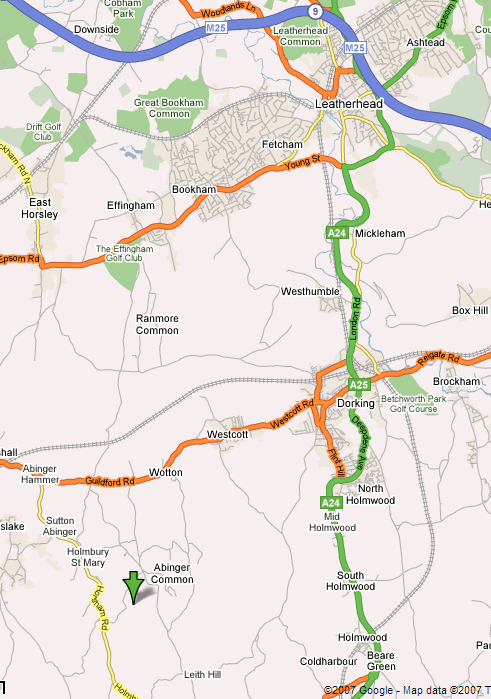 Cobham
Park
Downside
Woodlands Ln
M25
9
Leatherhead
Common
M25
Epsom
Ashtead
Great Bookham
Common
Leatherhead
Drift Golf
Club
Fetcham
Young St
Bookham
East
Horsley
Effingham
The Effingham
Golf Club
Epsom Rd
A24
Mickleham
Westhumble
London Rd
Ranmore
Common
Box Hill
Reigate Rd
A25
Brockham
Betchworth Park
Golf Course
Dorking
Westcott Rd
Deepdene Ave
Westcott
Flint Hill
Abinger
Hammer
Guildford Rd
Wotton
North
Holmwood
A24
Mid
Holmwood
Sutton
Abinger
Holmbury
St Mary
Abinger
Common
South
Holmwood
Horsham Rd
Holmwood
Beare
Green
Coldharbour
Leith Hill
©2007 Google - Map data ©2007 T